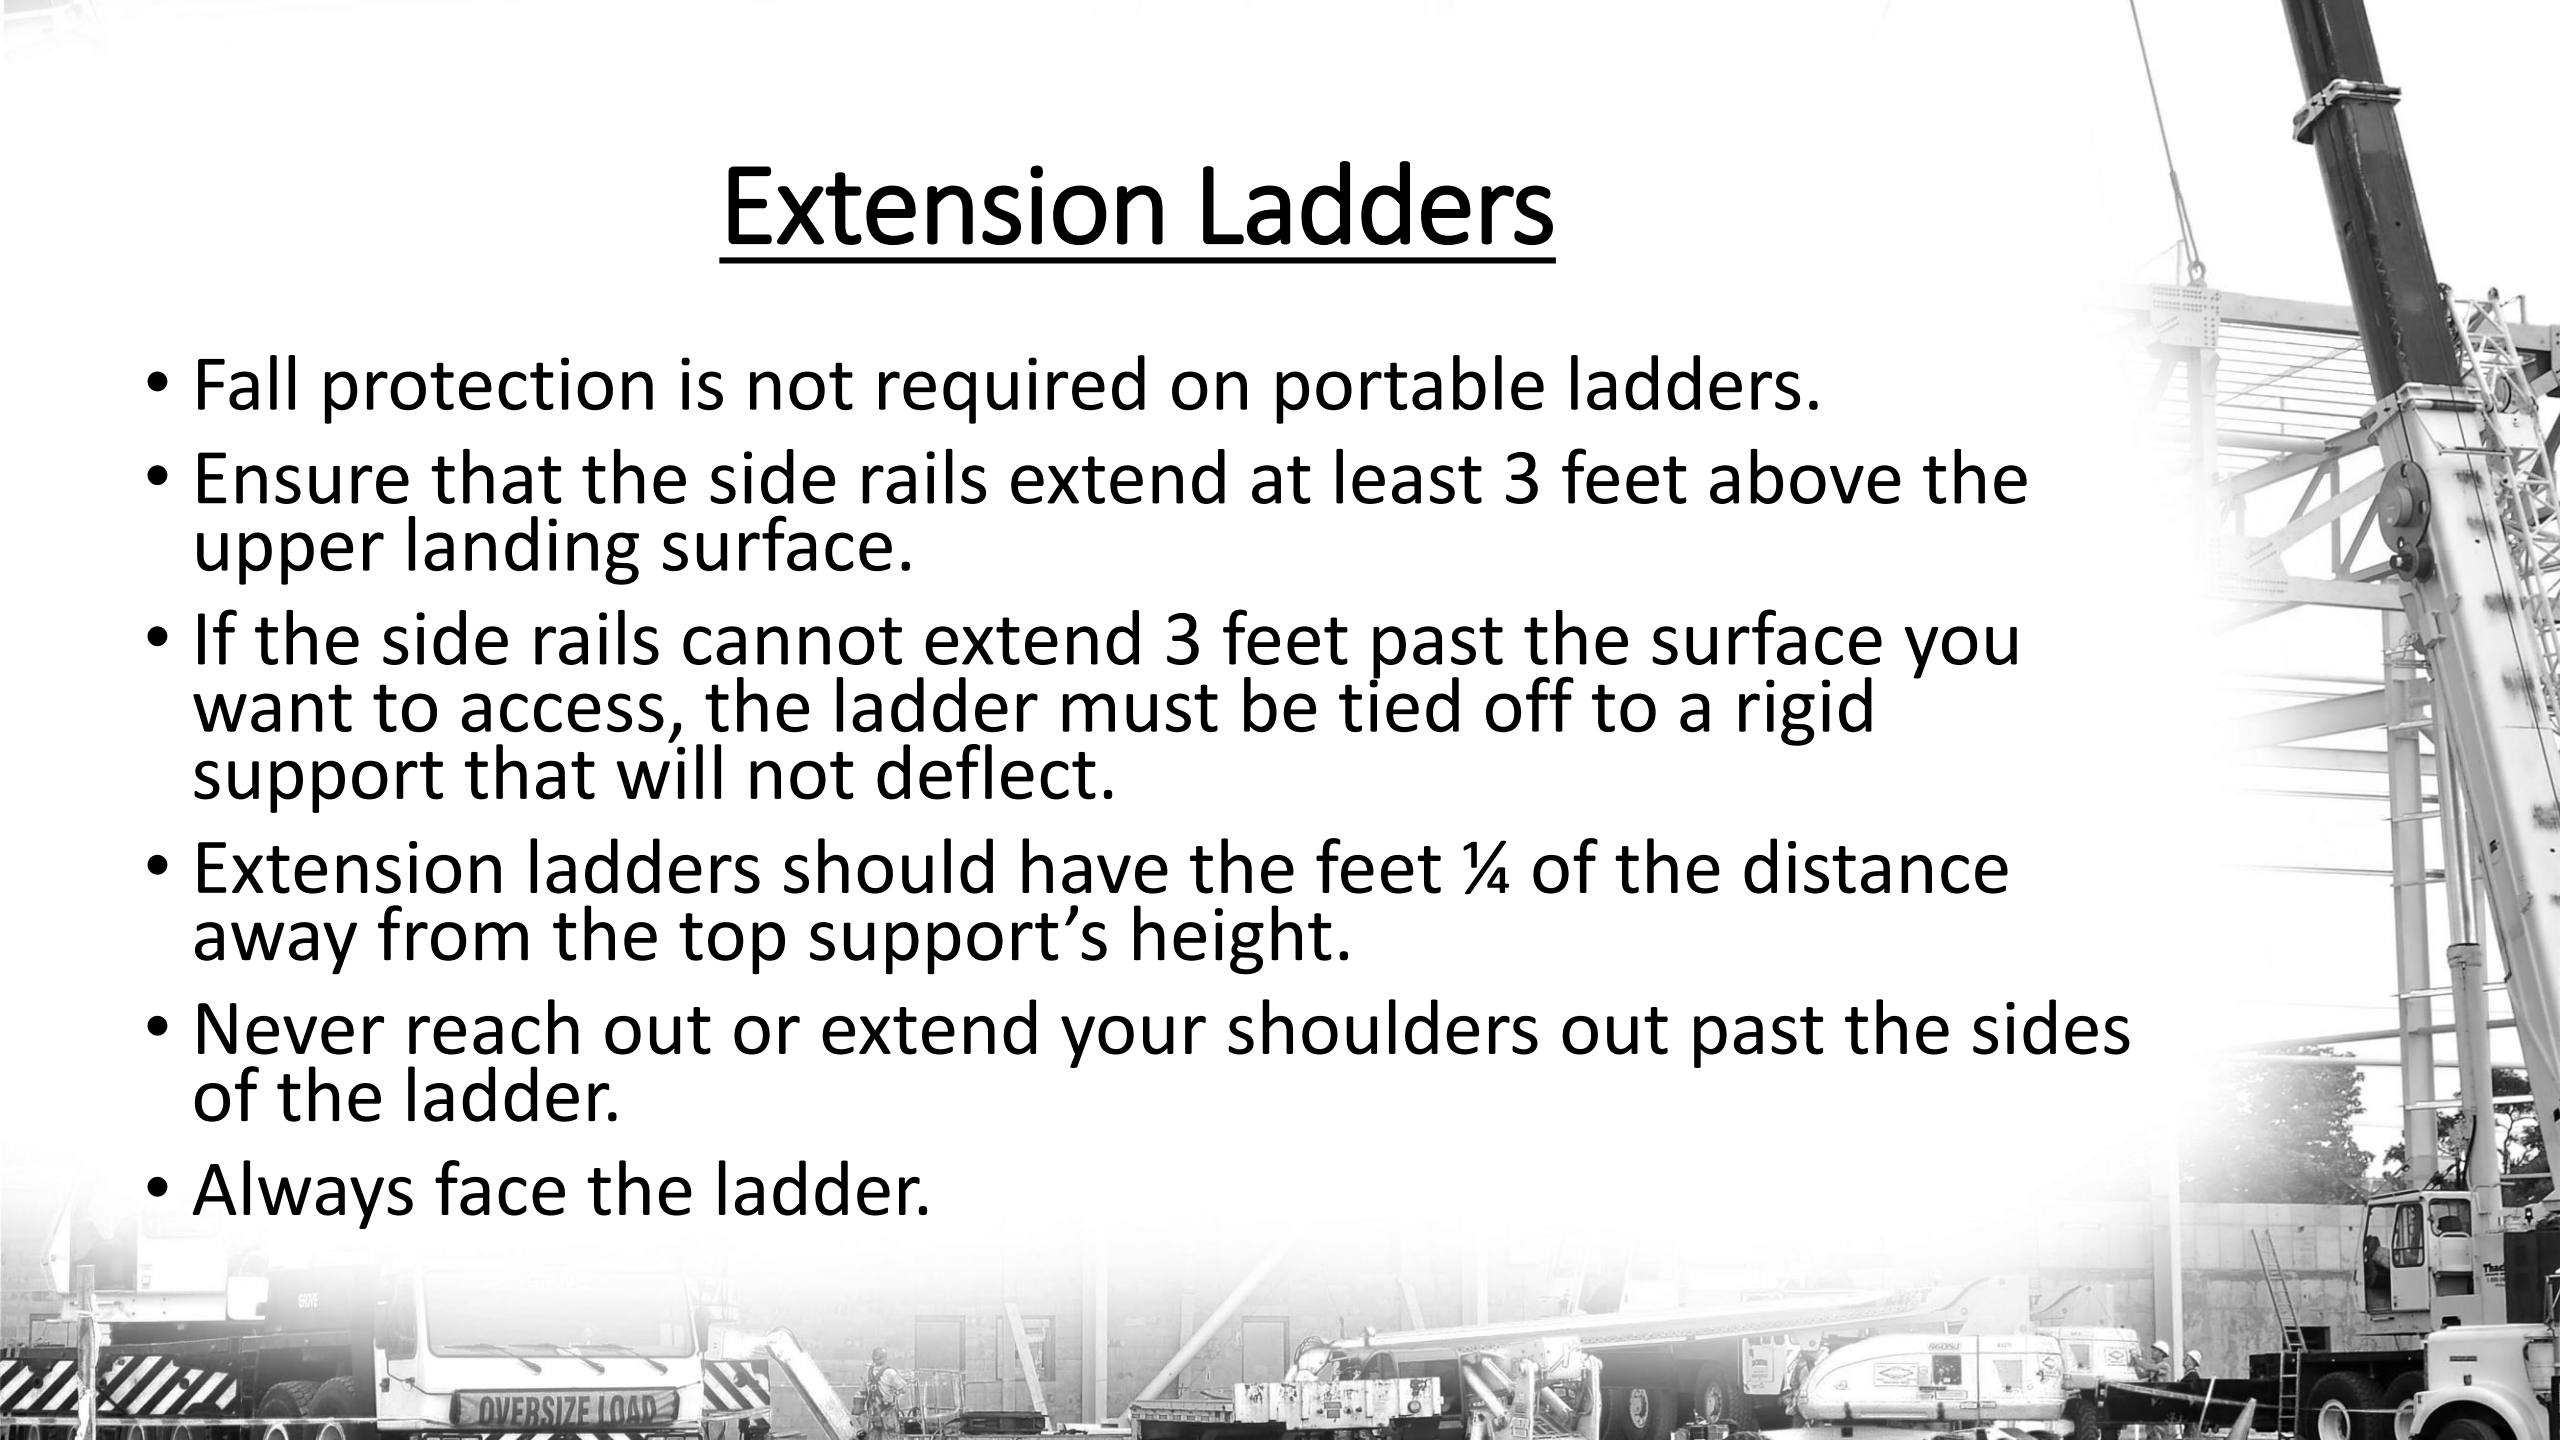 Extension Ladders
• Fall protection is not required on portable ladders.
• Ensure that the side rails extend at least 3 feet above the
upper landing surface.
• If the side rails cannot extend 3 feet past the surface you
want to access, the ladder must be tied off to a rigid
support that will not deflect.
• Extension ladders should have the feet ¼ of the distance
away from the top support’s height.
• Never reach out or extend your shoulders out past the sides
of the ladder.
• Always face the ladder.
GROVE
OVERSIZE LOAD